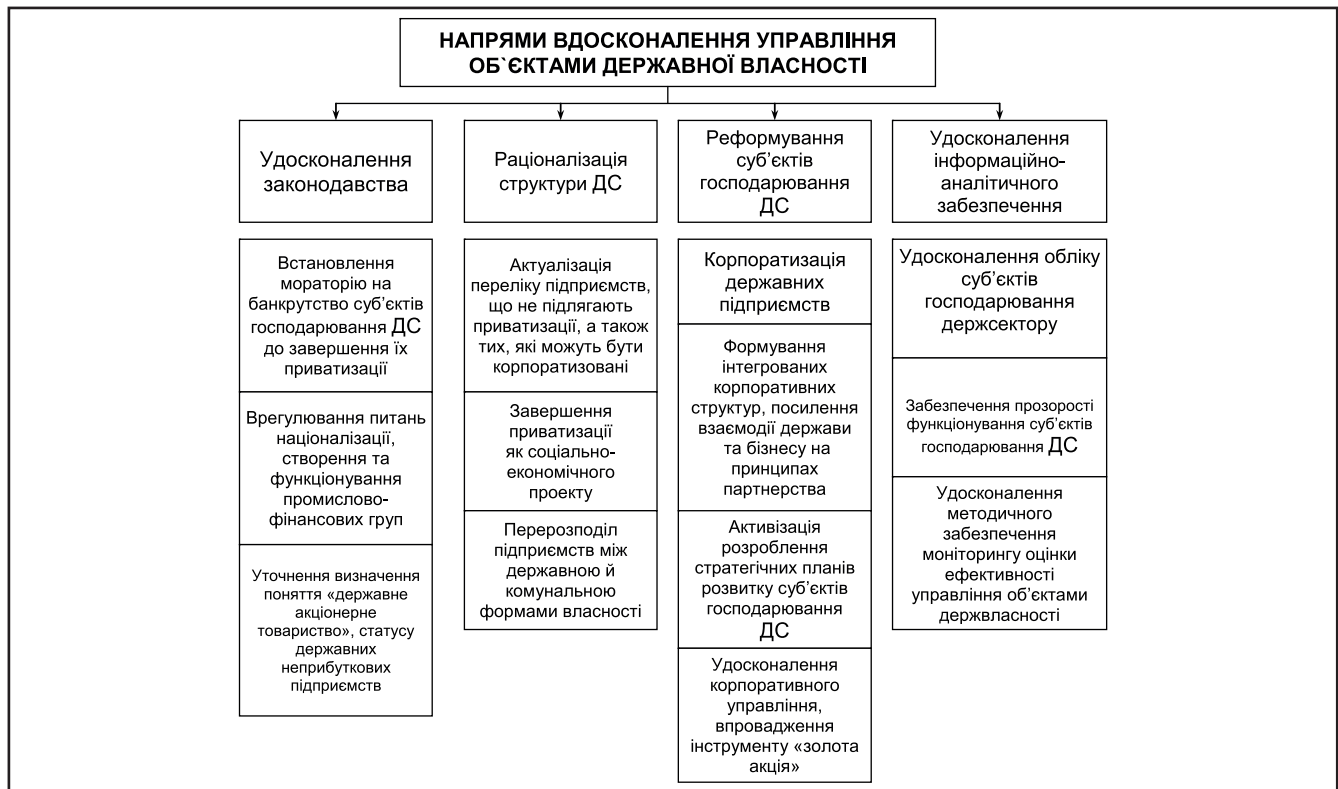 НАПРЯМИ ВДОСКОНАЛЕННЯ УПРАВЛІННЯ
ОБ`ЄКТАМИ ДЕРЖАВНОЇ ВЛАСНОСТІ
Удосконалення
законодавства
Встановлення
мораторію на
банкрутство суб’єктів
господарювання ДС
до завершення їх
приватизації
Врегулювання питань
націоналізації,
створення та
функціонування
промислово-
фінансових груп
Уточнення визначення
поняття «державне
акціонерне
товариство», статусу
державних
неприбуткових
підприємств
Раціоналізація
структури ДС
Актуалізація
переліку підприємств,
що не підлягають
приватизації, а також
тих, які можуть бути
корпоратизовані
Завершення
приватизації
як соціально-
економічного
проекту
Перерозподіл
підприємств між
державною й
комунальною
формами власності
Реформування
суб’єктів
господарювання
ДС
Корпоратизація
державних
підприємств
Формування
інтегрованих
корпоративних
структур, посилення
взаємодії держави
та бізнесу на
принципах
партнерства
Активізація
розроблення
стратегічних планів
розвитку суб’єктів
господарювання
ДС
Удосконалення
корпоративного
управління,
впровадження
інструменту «золота
акція»
Удосконалення
інформаційно-
аналітичного
забезпечення
Удосконалення обліку
суб’єктів
господарювання
держсектору
Забезпечення прозорості
функціонування суб’єктів
господарювання ДС
Удосконалення
методичного
забезпечення
моніторингу оцінки
ефективності
управління об’єктами
держвласності